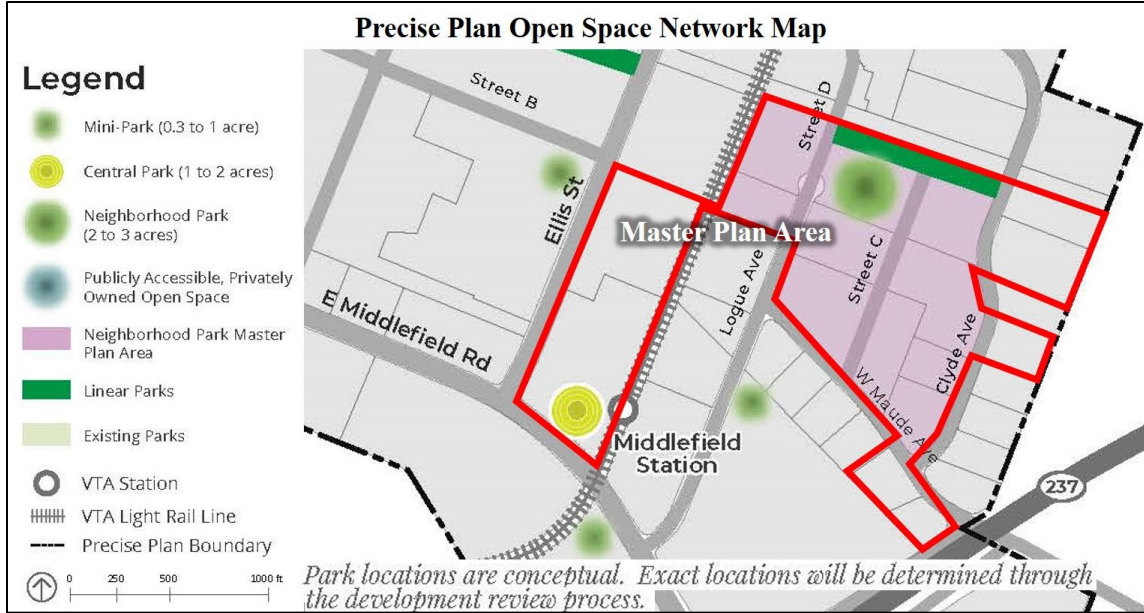 Precise Plan Open Space Network Map
Legend
Mini-Park (0.3 to 1 acre)
Central Park (1 to 2 acres)
Neighborhood Park
(2 to 3 acres)
Publicly Accessible, Privately
Owned Open Space
Neighborhood Park Master
Plan Area
Linear Parks
Existing Parks
VTA Station
VTA Light Rail Line
Precise Plan Boundary
0 250 500 1000 ft
Street B
Street D
Ellis St
Master Plan Area
Street C
Logue Ave
E Middlefield Rd
Clyde Ave
W Maude Ave
Middlefield
Station
237
Park locations are conceptual. Exact locations will be determined through
the development review process.